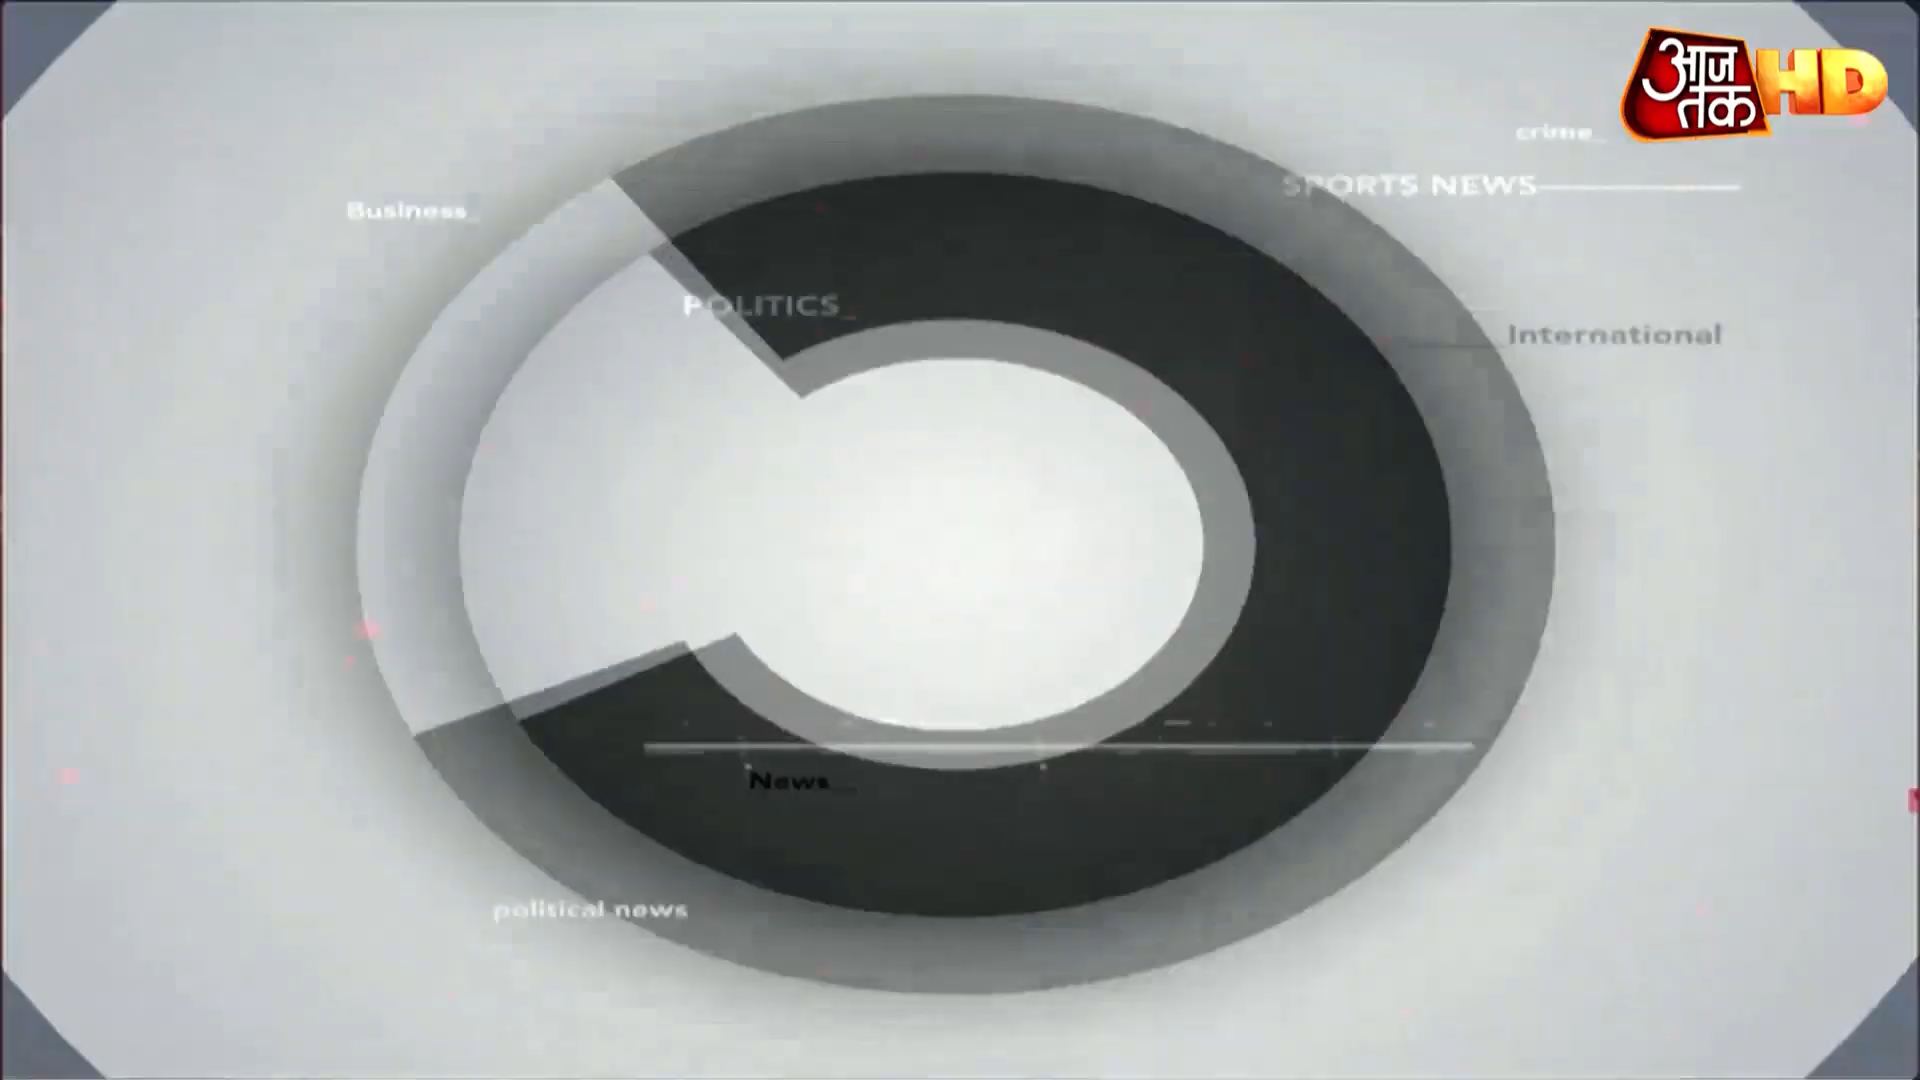 आज
तक HD
crime_
SPORTS NEWS
Business_
POLITICS_
International
News_
political news